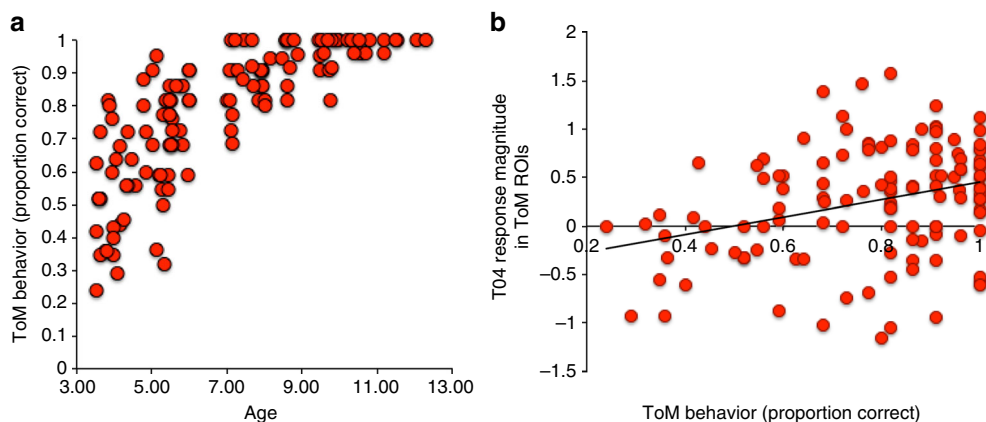 a
ToM behavior (proportion correct)
1
0.9
0.8
0.7
0.6
0.5
0.4
0.3
0.2
0.1
0
3.00 5.00 7.00 9.00 11.00 13.00
Age
b
T04 response magnitude
in ToM ROIs
2
1.5
1
0.5
0
−0.5
−1
−1.5
0.2 0.4 0.6 0.8 1
ToM behavior (proportion correct)